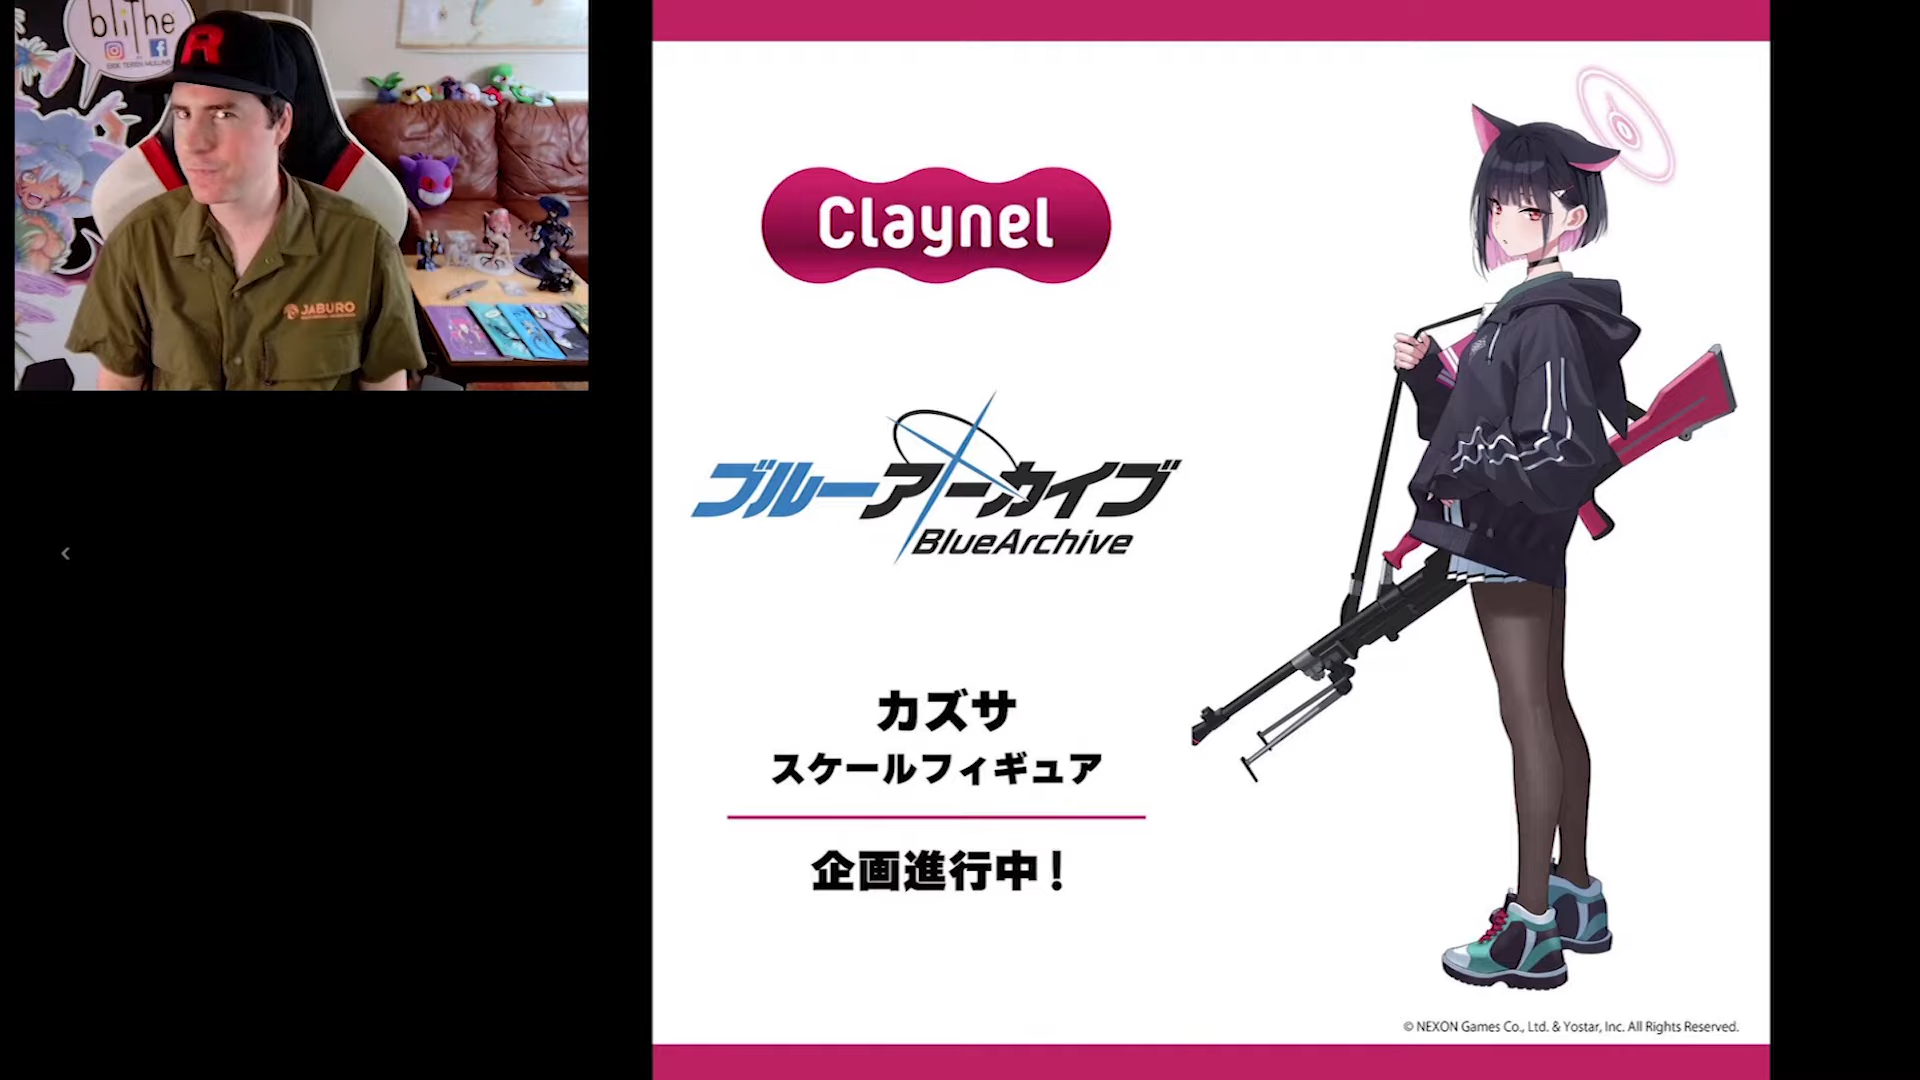 blithe
R
JABURO
Claynel
ブルーアーカイブ
BlueArchive
カズサ
スケールフィギュア
企画進行中!
© NEXON Games Co., Ltd. & Yostar, Inc. All Rights Reserved.